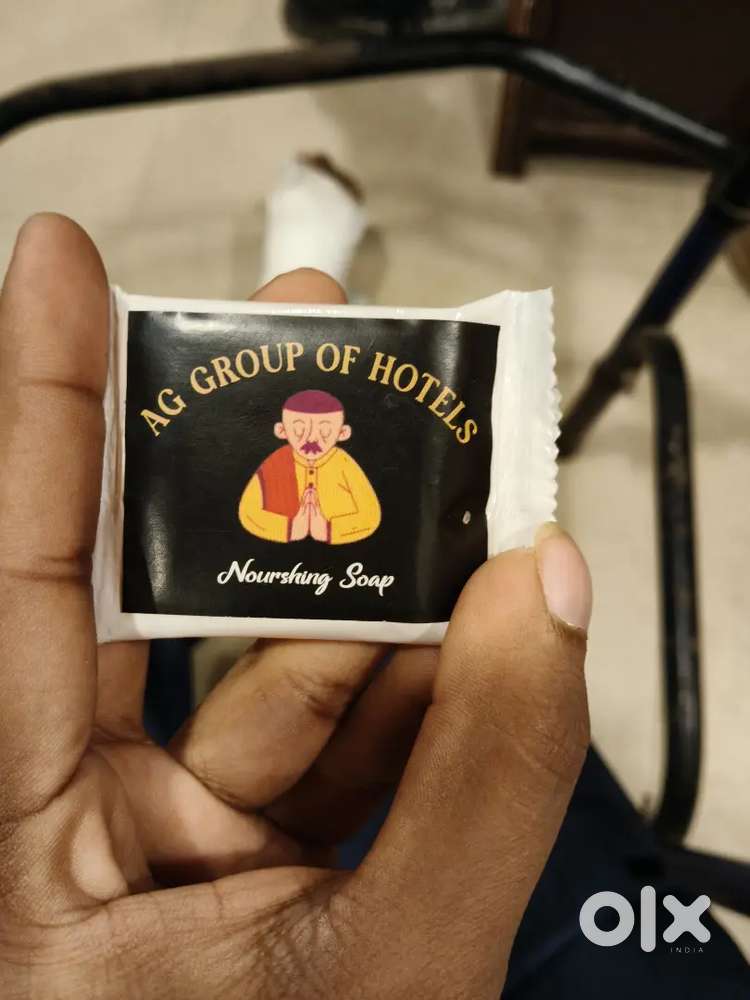 AG GROUP OF HOTELS
Nourshing Soap
olx
INDIA